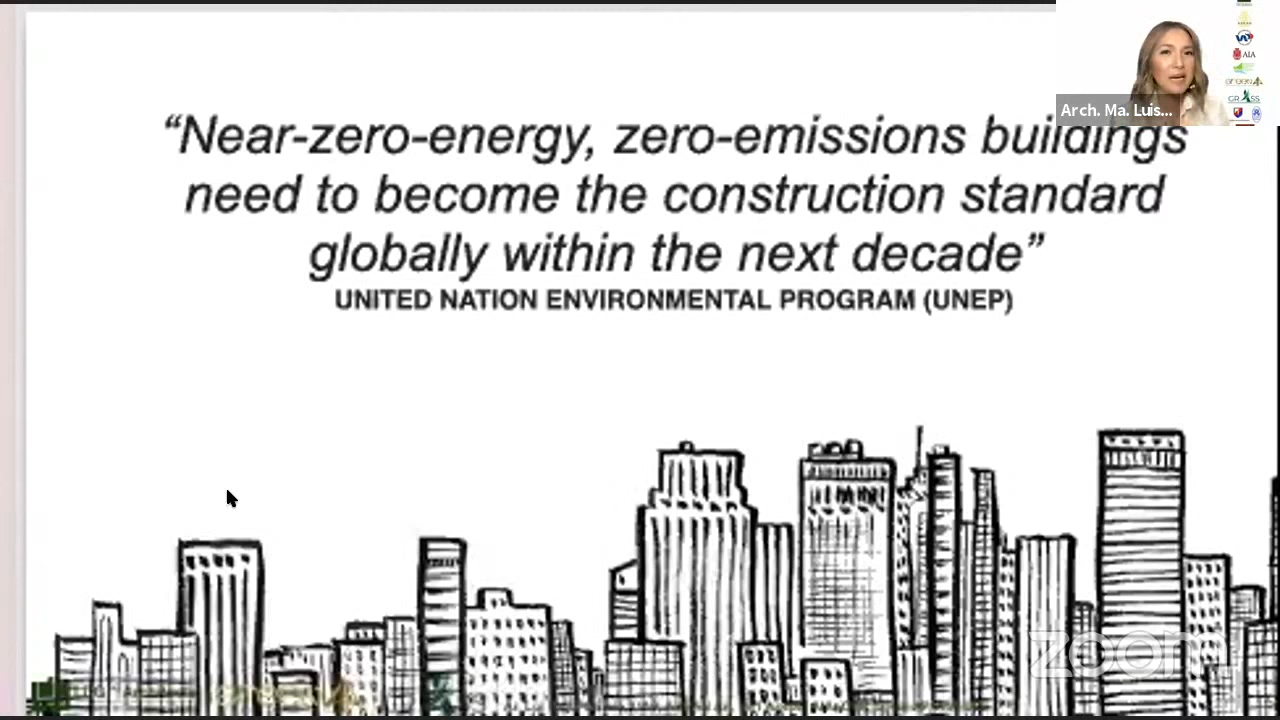 AIA
Arch. Ma. Luis...
“Near-zero-energy, zero-emissions buildings
need to become the construction standard
globally within the next decade”
UNITED NATION ENVIRONMENTAL PROGRAM (UNEP)
zoom